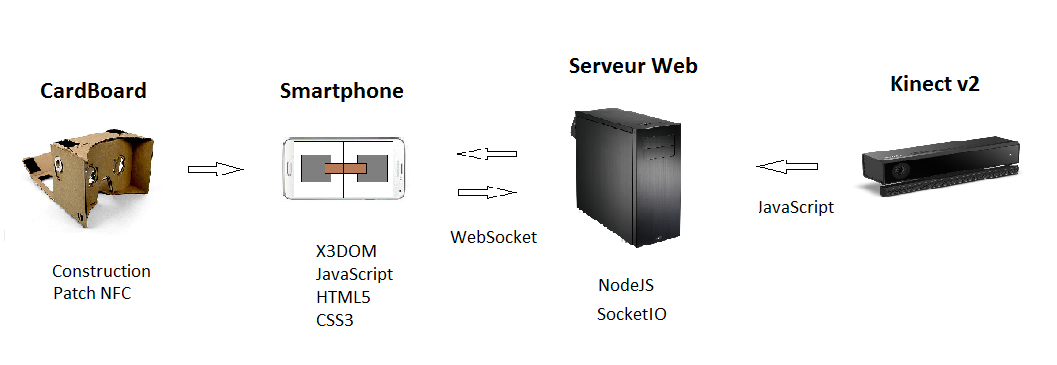 CardBoard
Smartphone
Serveur Web
Kinect v2
Construction
Patch NFC
X3DOM
JavaScript
HTML5
CSS3
WebSocket
NodeJS
SocketIO
JavaScript